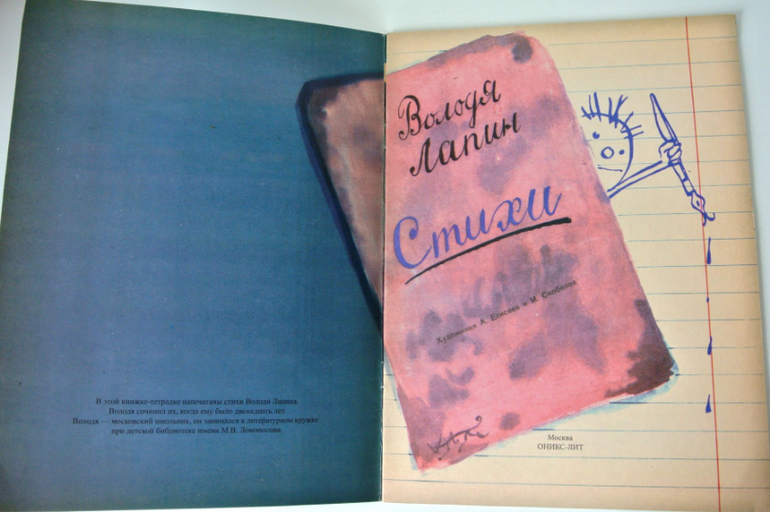 В этой книжке-тетрадке напечатаны стихи Володи Лапина.
Володя сочинил их, когда ему было двенадцать лет.
Володя — московский школьник, он занимался в литературном кружке
при детской библиотеке имени М.В. Ломоносова.
Володя
Лапин
Стихи
Художники А. Елисеев и М. Скобелев
Москва
ОНИКС-ЛИТ